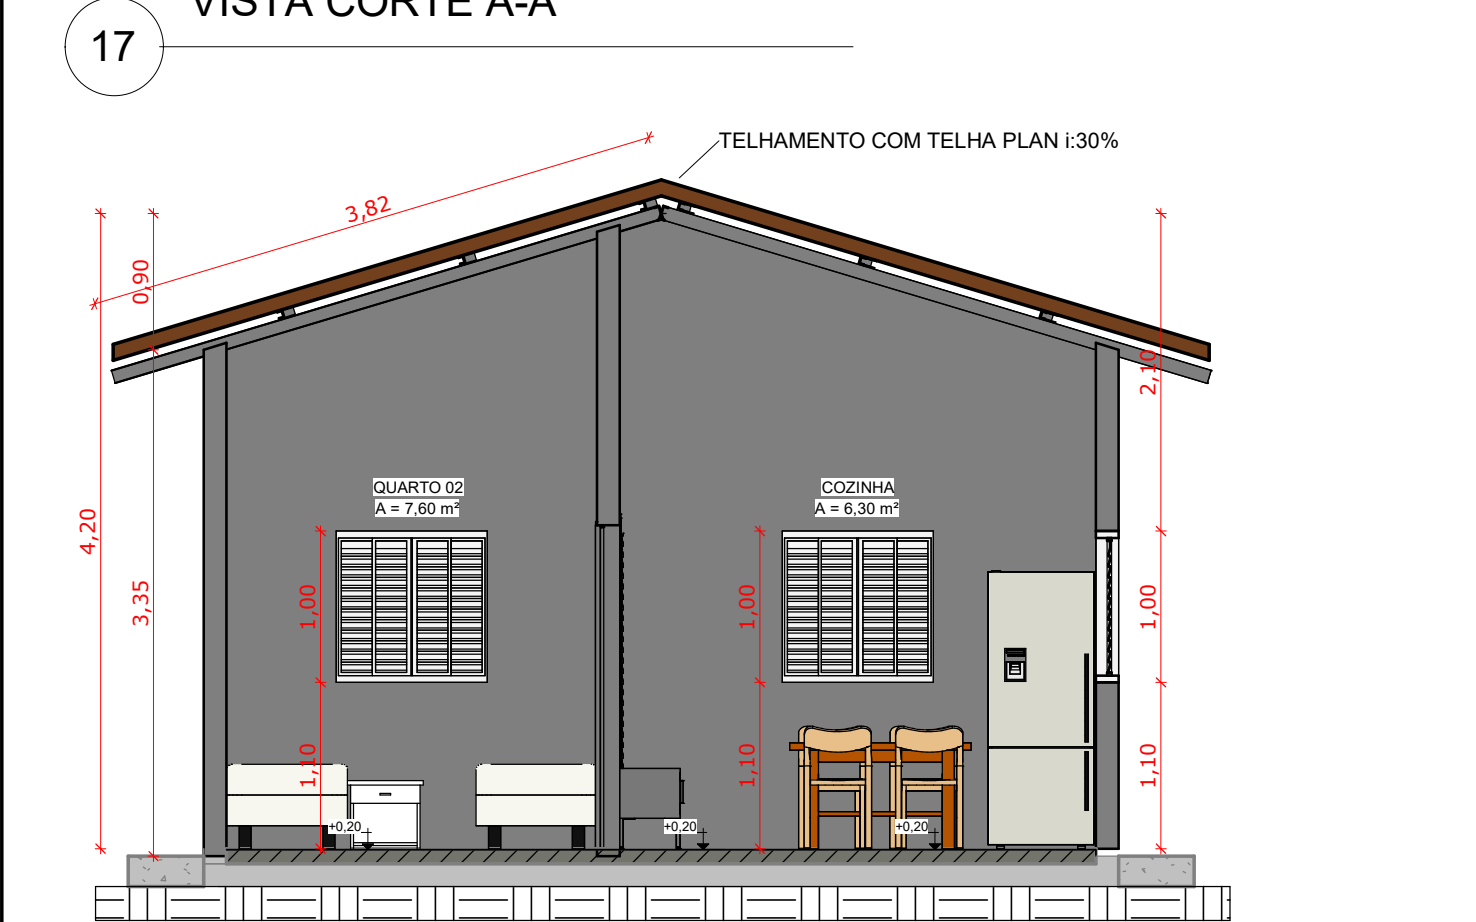 VISTA CORTE A-A
17
TELHAMENTO COM TELHA PLAN i:30%
3,82
0,90
2,10
4,20
3,35
QUARTO 02
A = 7,60 m²
COZINHA
A = 6,30 m²
1,00
1,00
1,00
1,10
1,10
1,10
+0,20
+0,20
+0,20